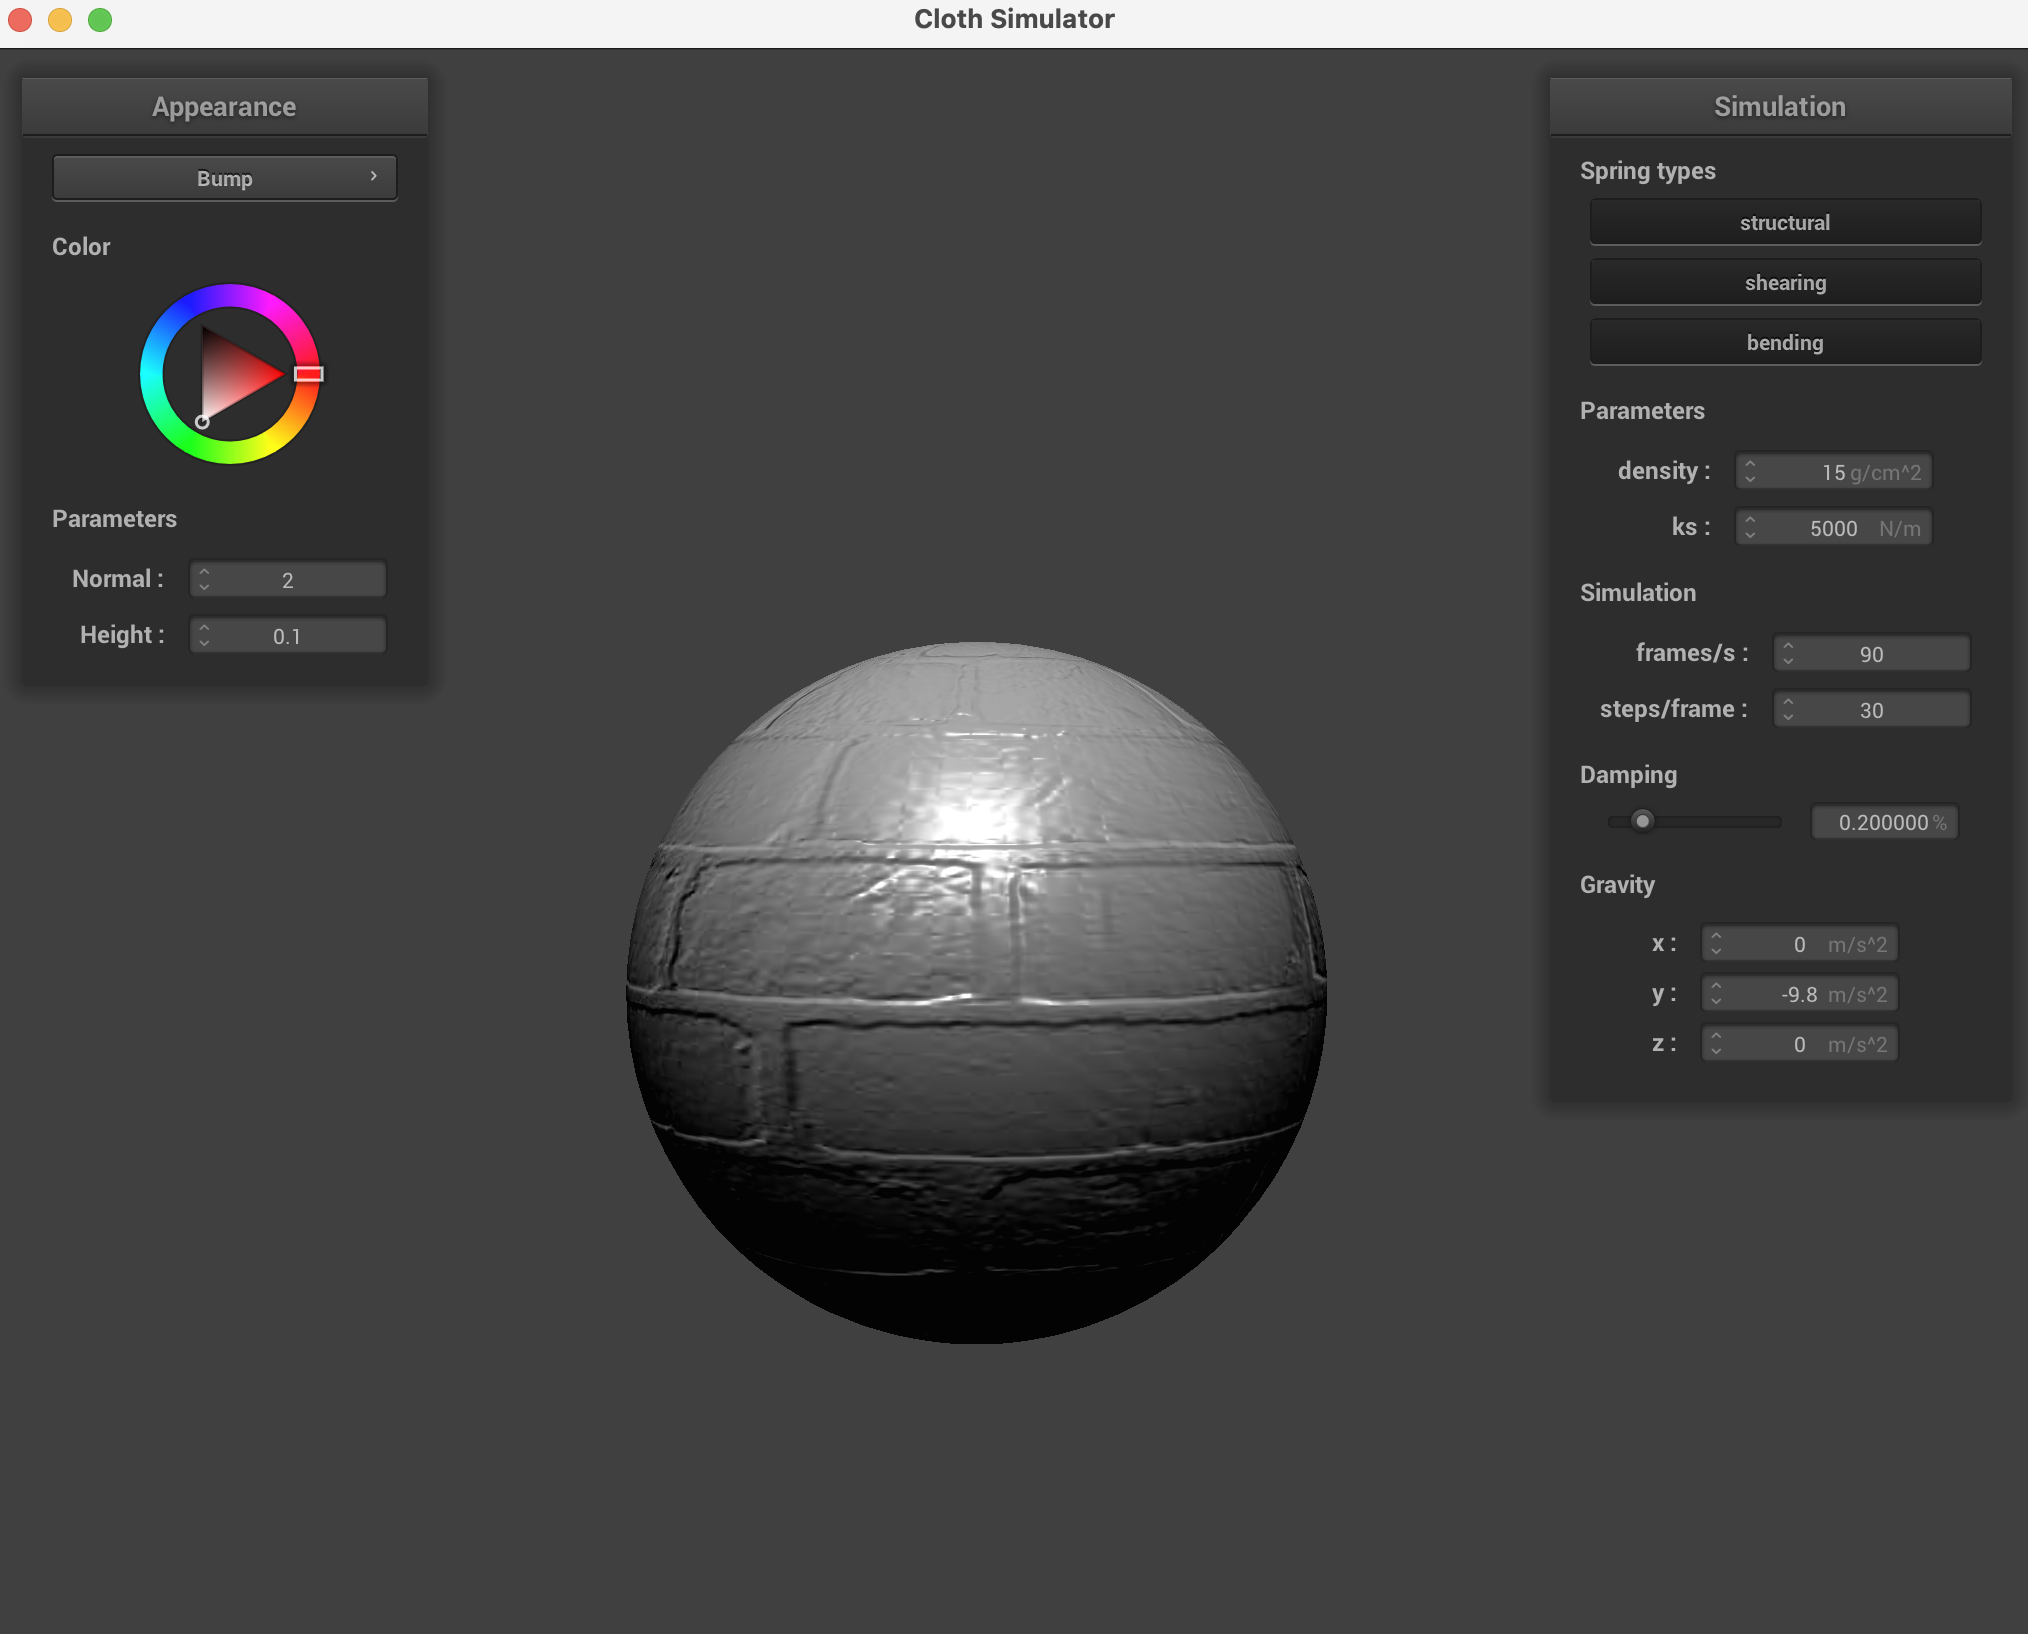 Cloth Simulator
Appearance
Bump
Color
Parameters
Normal : 2
Height : 0.1
Simulation
Spring types
structural
shearing
bending
Parameters
density : 15 g/cm^2
ks : 5000 N/m
Simulation
frames/s : 90
steps/frame : 30
Damping
0.200000 %
Gravity
x : 0 m/s^2
y : -9.8 m/s^2
z : 0 m/s^2